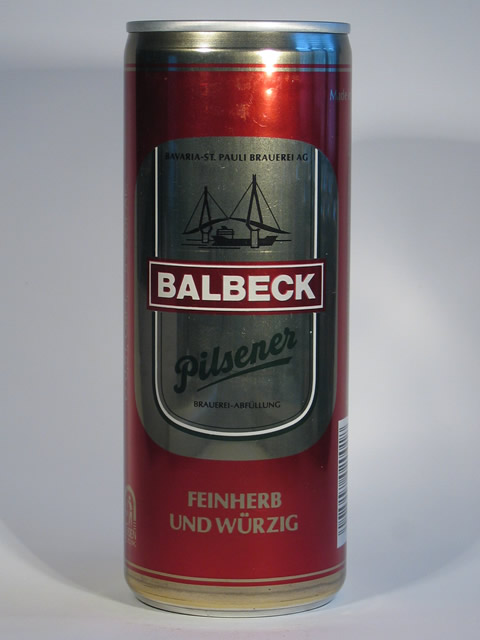 BAVARIA-ST. PAULI BRAUEREI AG
BALBECK
Pilsener
BRAUEREI-ABFÜLLUNG
FEINHERB
UND WÜRZIG